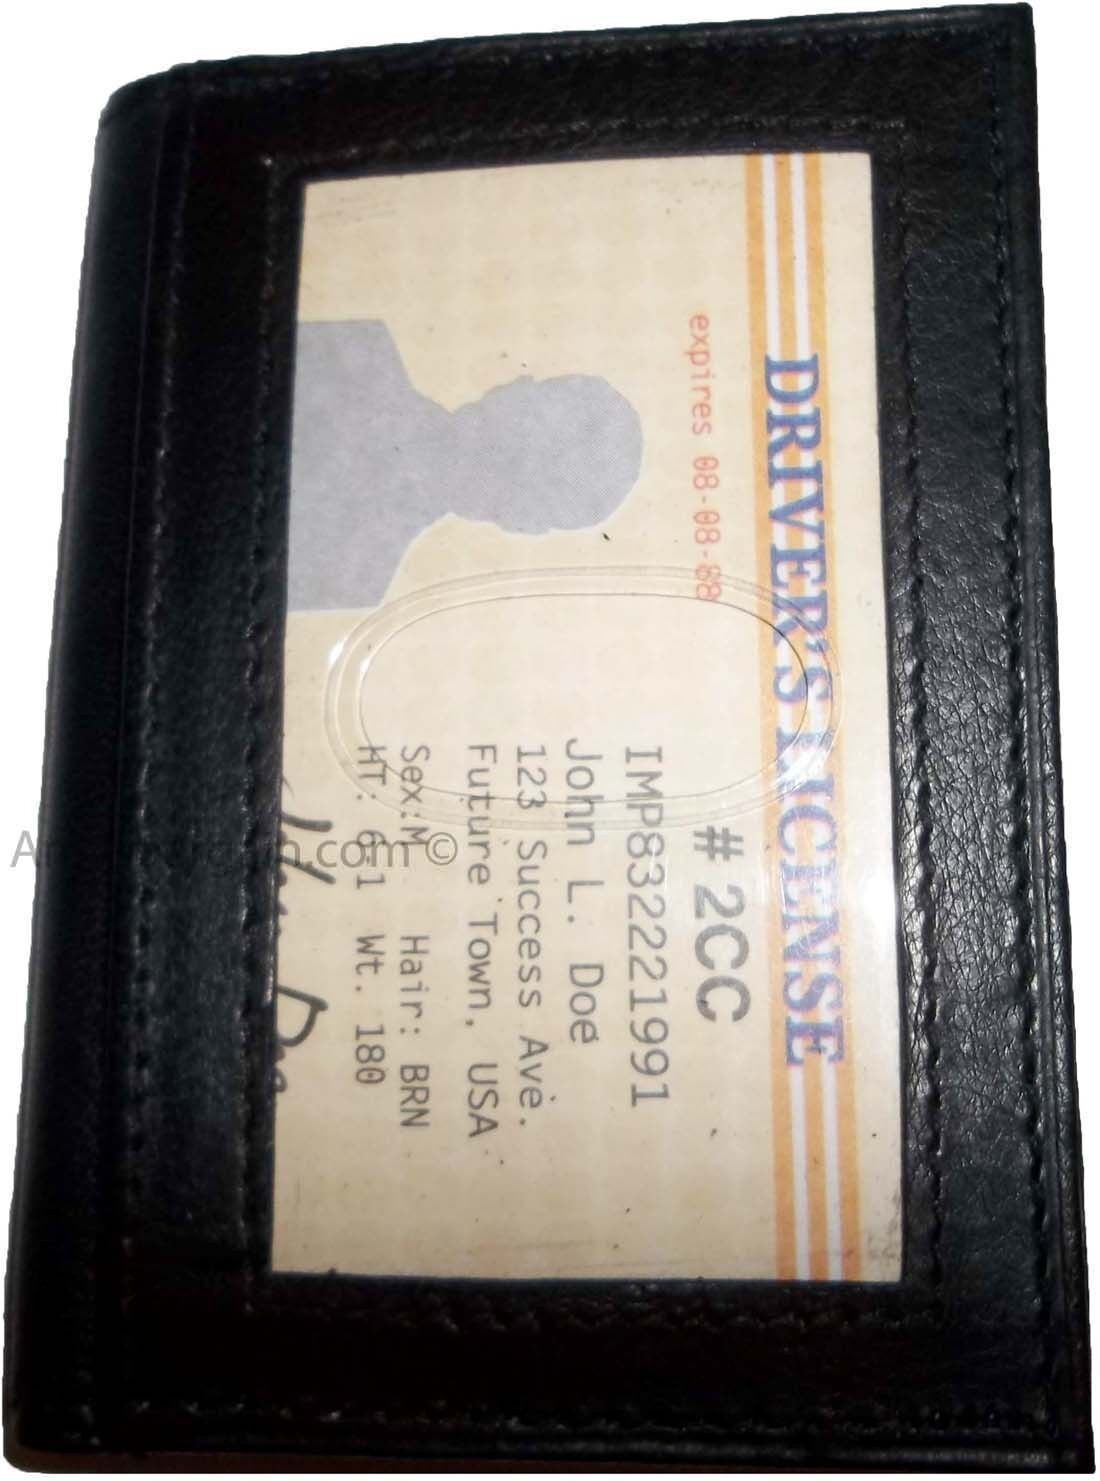 DRIVER'S LICENSE
expires 08-08-88
# 2CC
IMP832221991
John L. Doe
123 Success Ave.
Future Town, USA
Sex:M Hair: BRN
HT: 6.1 Wt. 180
.com ©